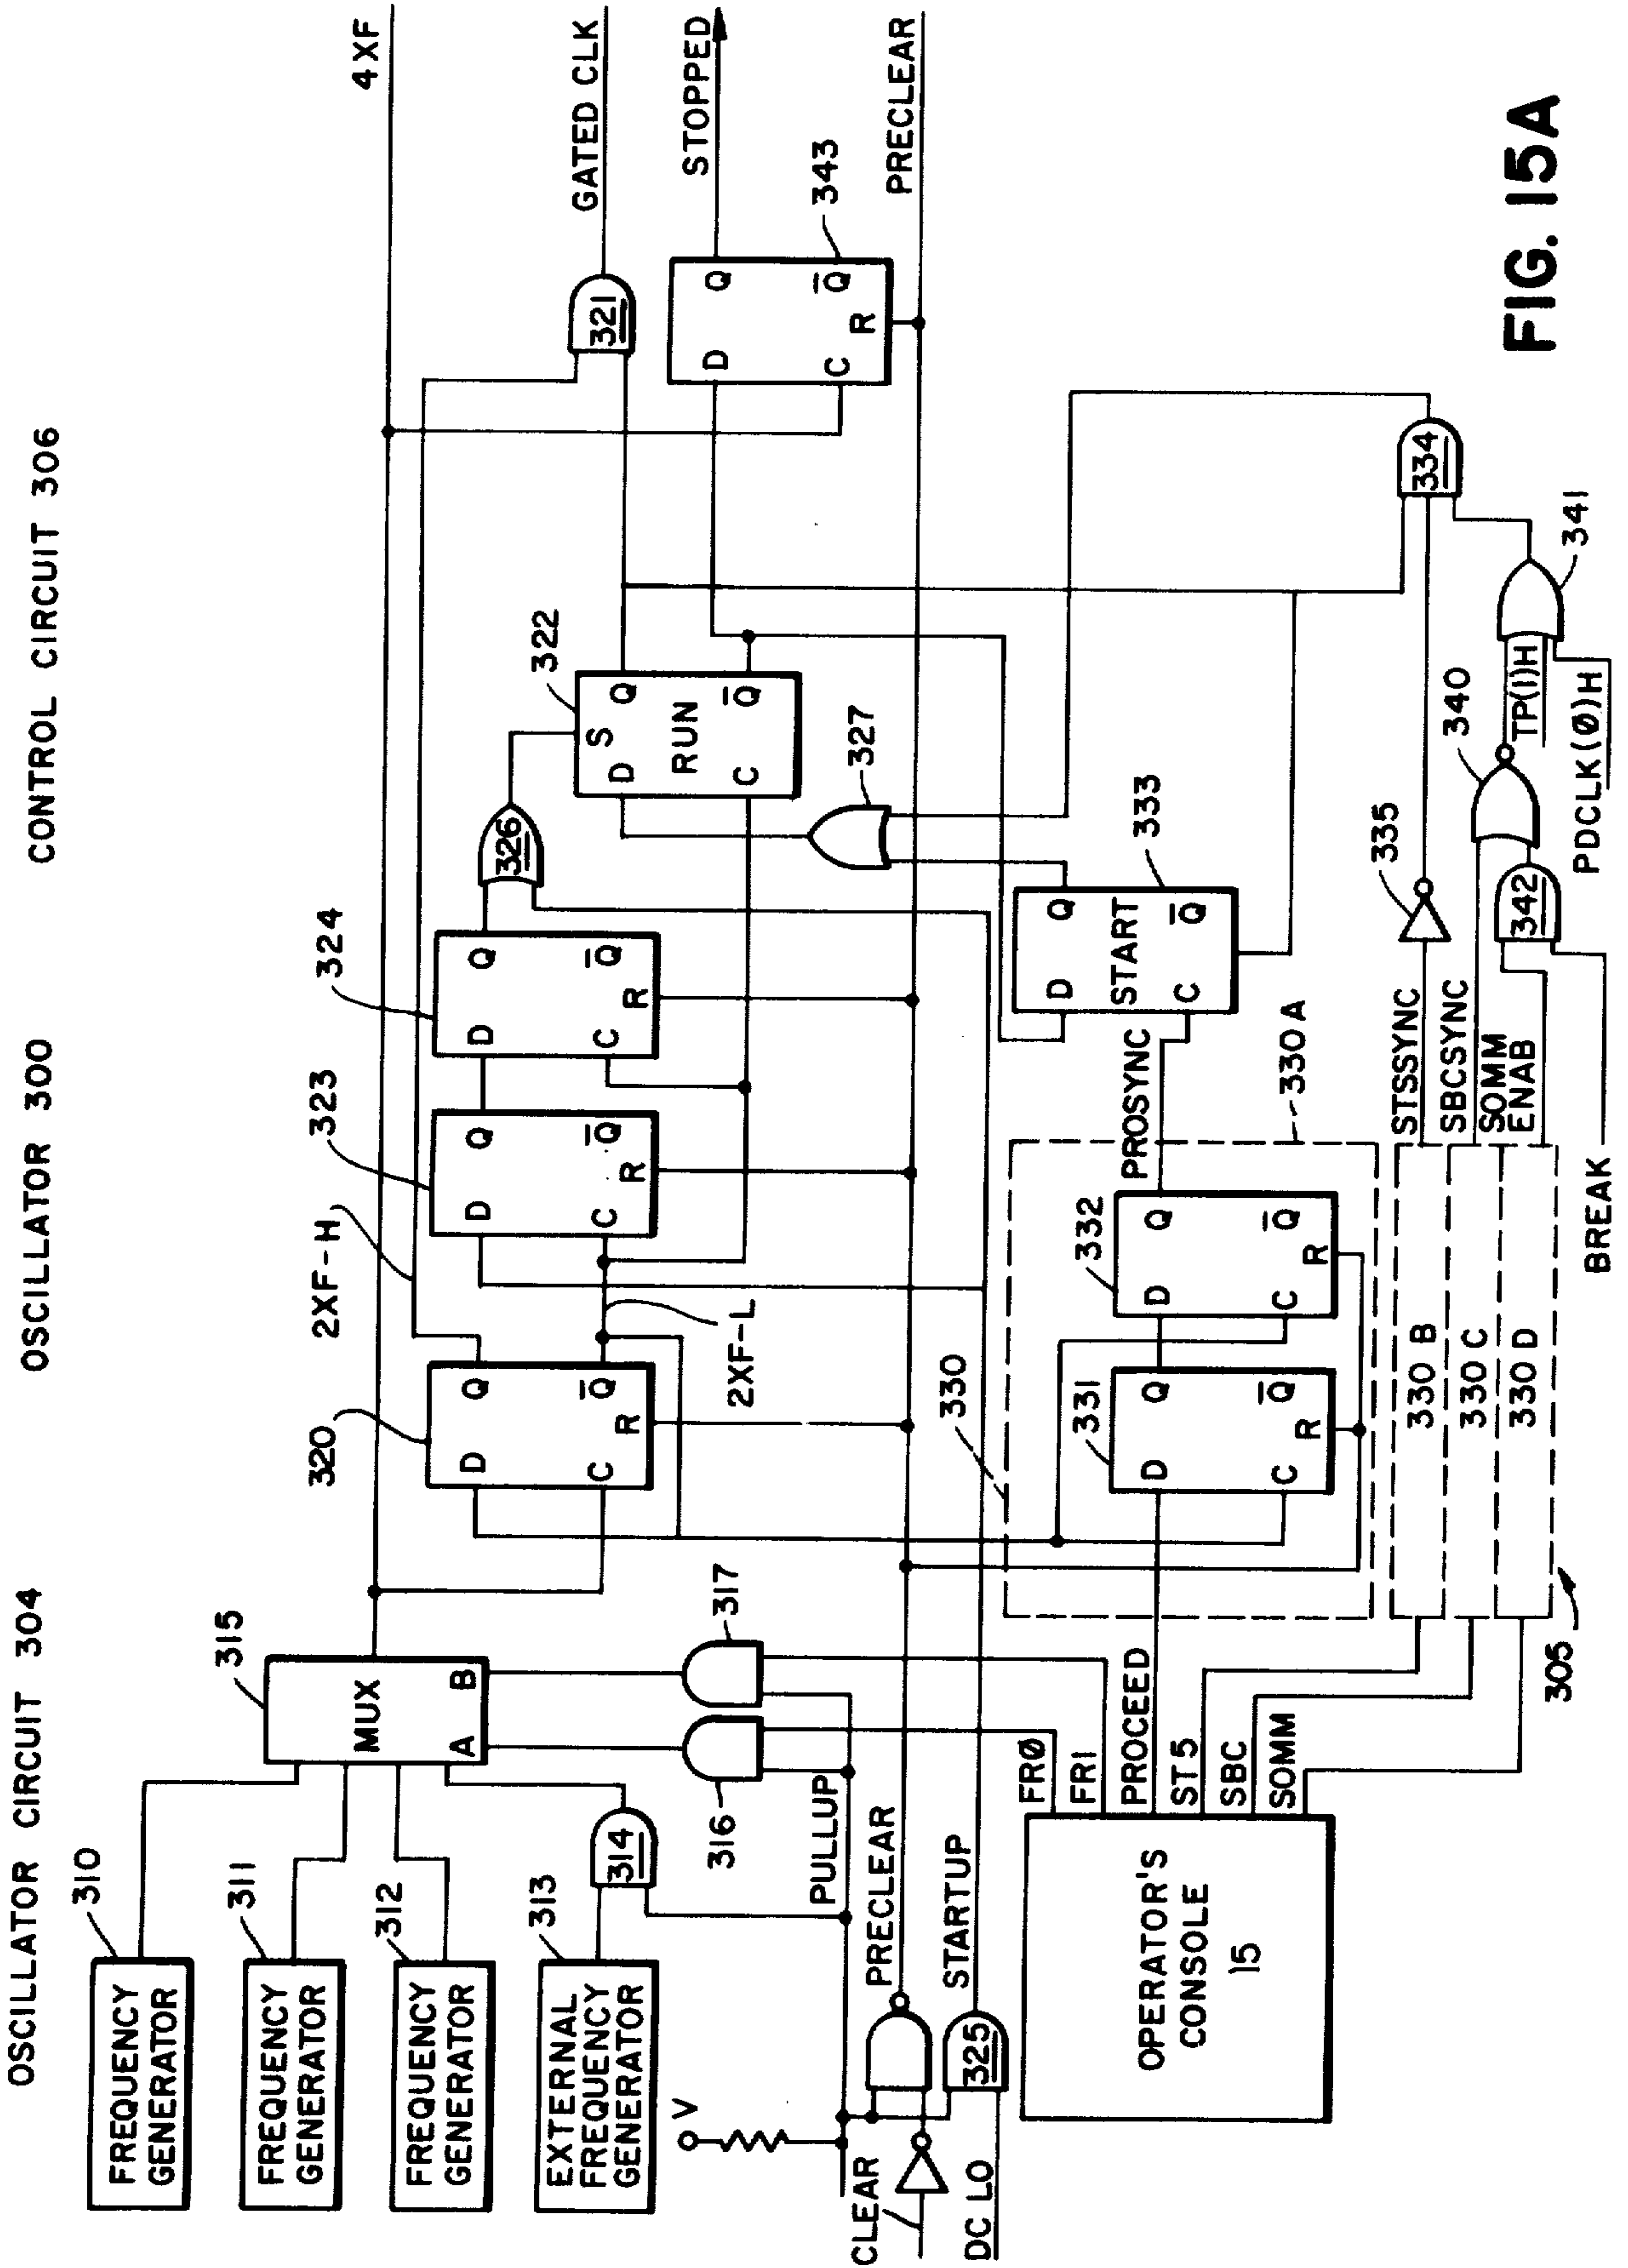 OSCILLATOR CIRCUIT 304
OSCILLATOR 300
CONTROL CIRCUIT 306
310
FREQUENCY
GENERATOR
311
FREQUENCY
GENERATOR
312
FREQUENCY
GENERATOR
313
EXTERNAL
FREQUENCY
GENERATOR
314
315
MUX
A
B
316
317
V
PULLUP
CLEAR
DC LO
PRECLEAR
STARTUP
325
OPERATOR'S
CONSOLE
15
FRØ
FR1
PROCEED
ST5
SBC
SOMM
305
320
D
Q
C
Q̅
R
2XF-H
2XF-L
323
D
Q
C
Q̅
R
324
D
Q
C
Q̅
R
326
322
S
D
Q
RUN
C
Q̅
327
330
330A
331
D
Q
C
Q̅
R
332
D
Q
C
Q̅
R
PROSYNC
333
D
Q
START
C
Q̅
330 B
330 C
330 D
STSSYNC
SBCSYNC
SOMM
ENAB
BREAK
335
342
340
TP(1)H
PDCLK(Ø)H
341
334
321
343
D
Q
C
Q̅
R
4XF
GATED CLK
STOPPED
PRECLEAR
FIG. 15A